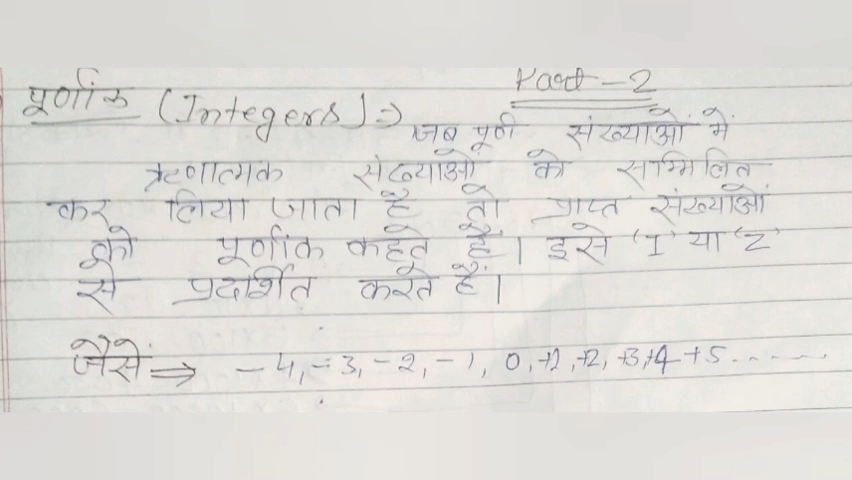 Part - 2
पूर्णांक (Integers) ⇒
जब पूर्ण संख्याओं में
ऋणात्मक संख्याओं को सम्मिलित
कर लिया जाता है तो प्राप्त संख्याओं
को पूर्णांक कहते हैं। इसे 'I' या 'Z'
से प्रदर्शित करते हैं।
जैसे ⇒ -4, -3, -2, -1, 0, +1, +2, +3, +4 +5......